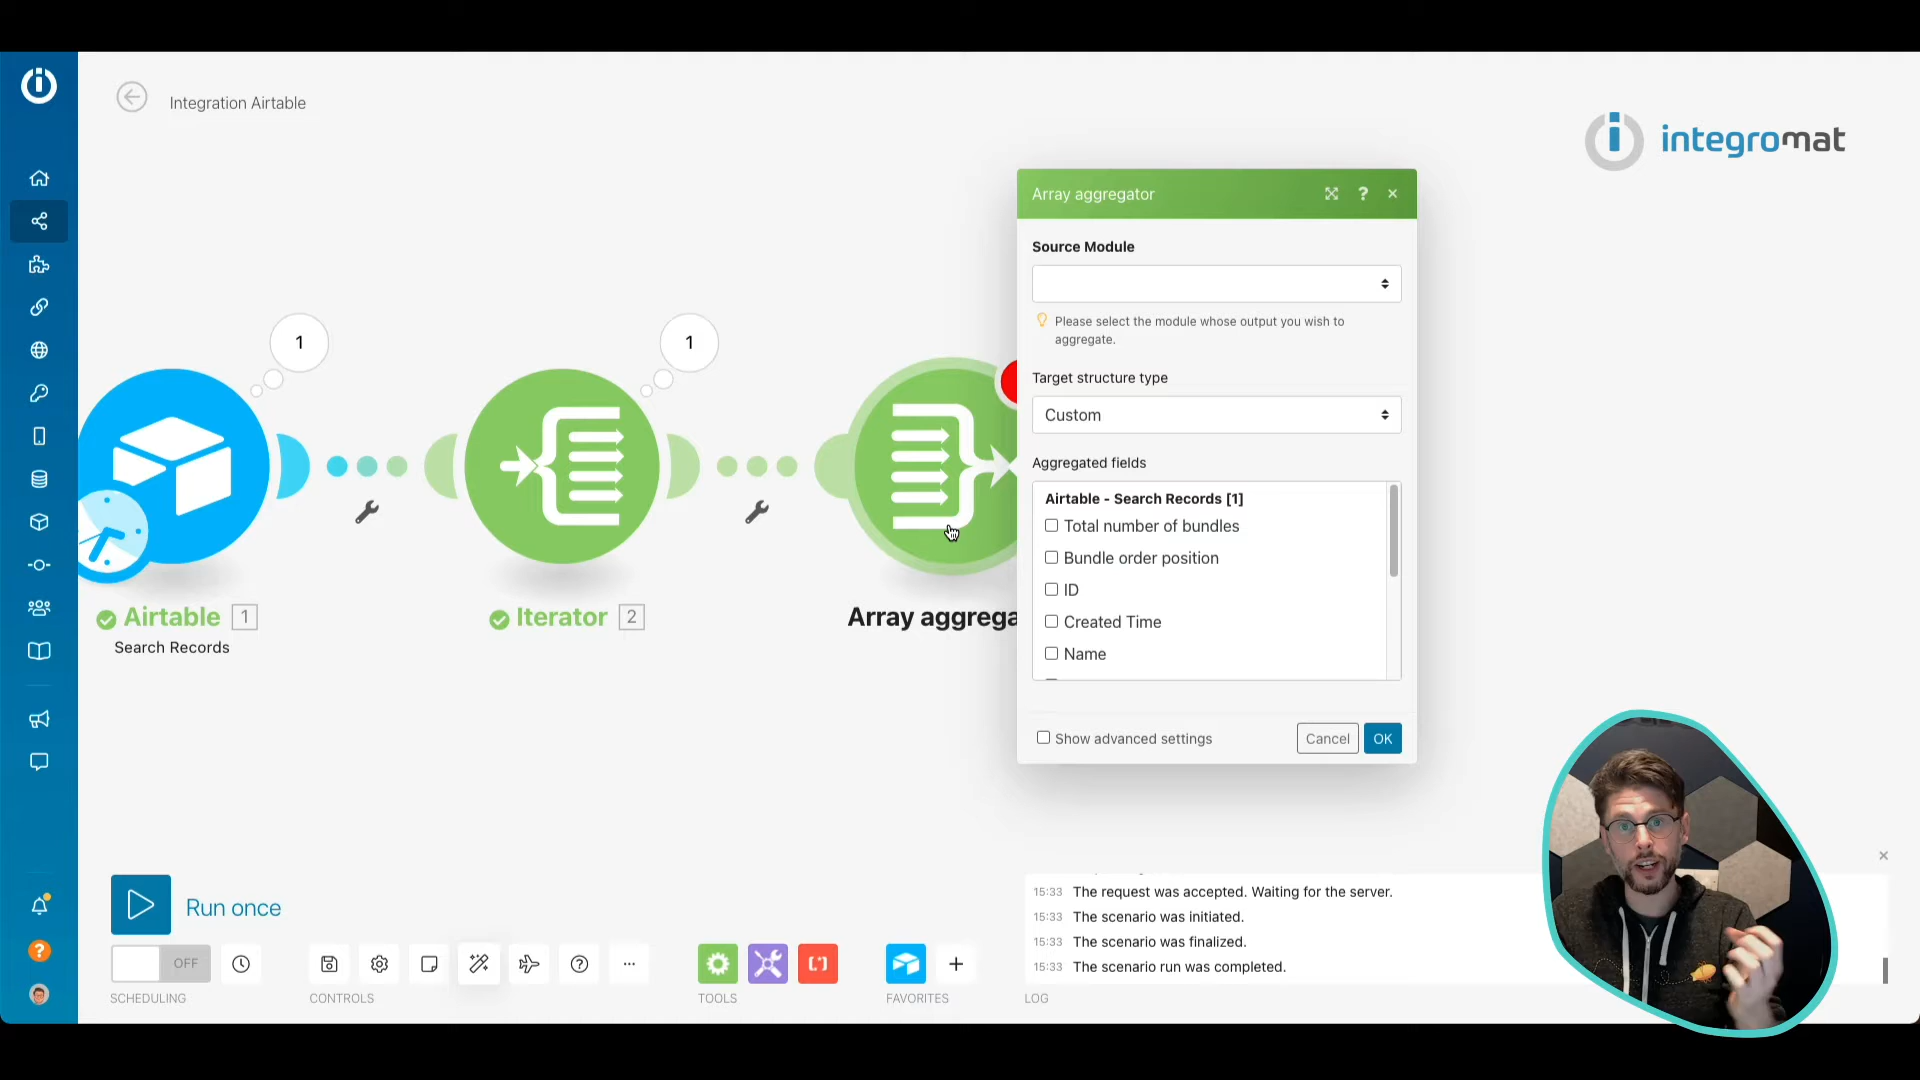 Integration Airtable
integromat
Array aggregator
?
Source Module
Please select the module whose output you wish to
aggregate.
Target structure type
Custom
Aggregated fields
Airtable - Search Records [1]
Total number of bundles
Bundle order position
ID
Created Time
Name
Show advanced settings
Cancel
OK
1
1
Airtable 1
Search Records
Iterator 2
Array aggrega
Run once
OFF
SCHEDULING
CONTROLS
TOOLS
FAVORITES
LOG
15:33 The request was accepted. Waiting for the server.
15:33 The scenario was initiated.
15:33 The scenario was finalized.
15:33 The scenario run was completed.